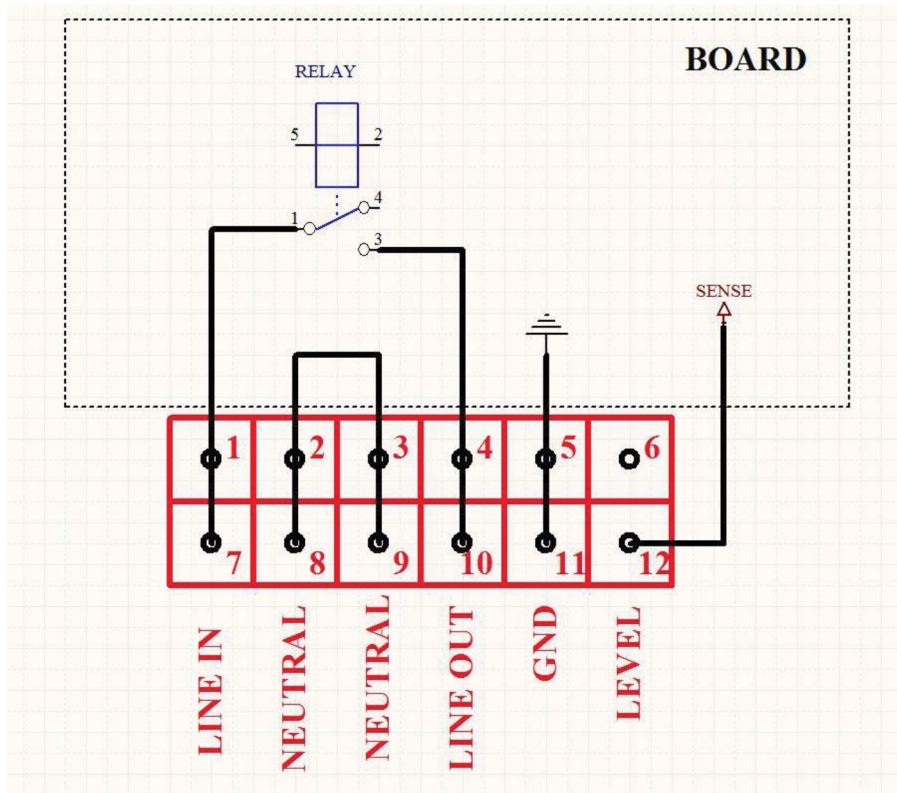 BOARD
RELAY
5 2
4
1
3
SENSE
1 2 3 4 5 6
7 8 9 10 11 12
LINE IN
NEUTRAL
NEUTRAL
LINE OUT
GND
LEVEL